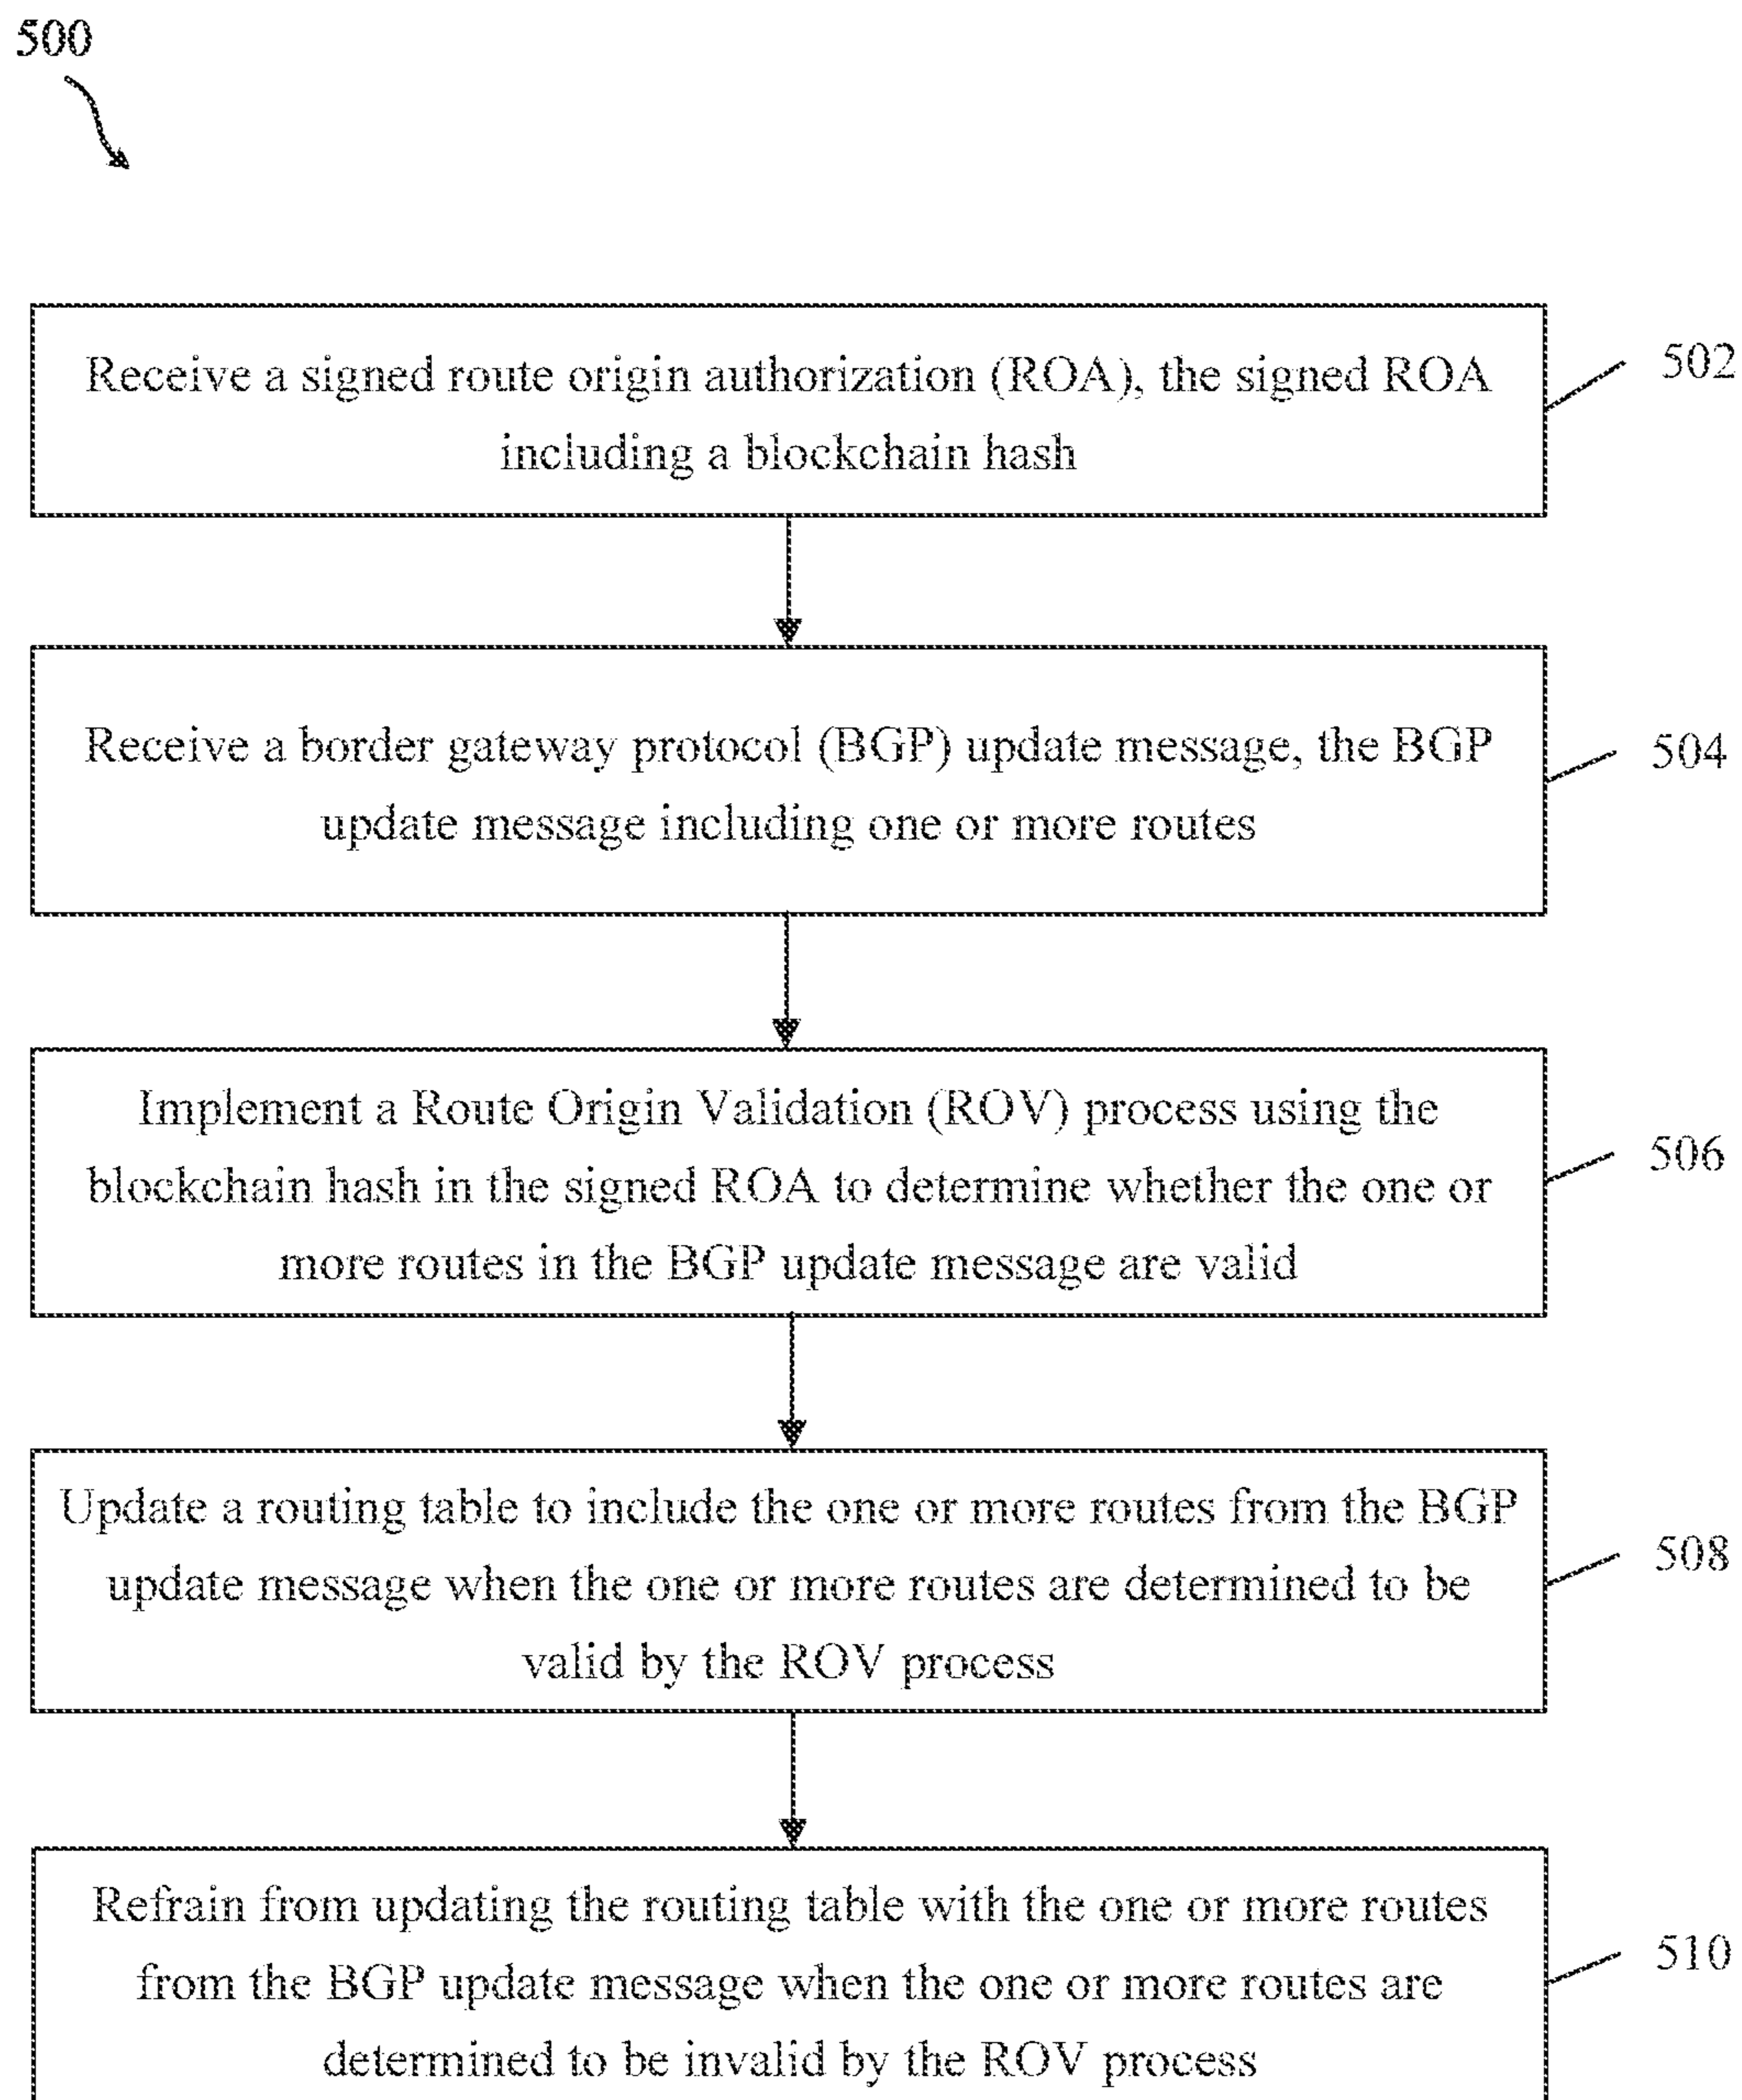 500
Receive a signed route origin authorization (ROA), the signed ROA
including a blockchain hash
502
Receive a border gateway protocol (BGP) update message, the BGP
update message including one or more routes
504
Implement a Route Origin Validation (ROV) process using the
blockchain hash in the signed ROA to determine whether the one or
more routes in the BGP update message are valid
506
Update a routing table to include the one or more routes from the BGP
update message when the one or more routes are determined to be
valid by the ROV process
508
Refrain from updating the routing table with the one or more routes
from the BGP update message when the one or more routes are
determined to be invalid by the ROV process
510